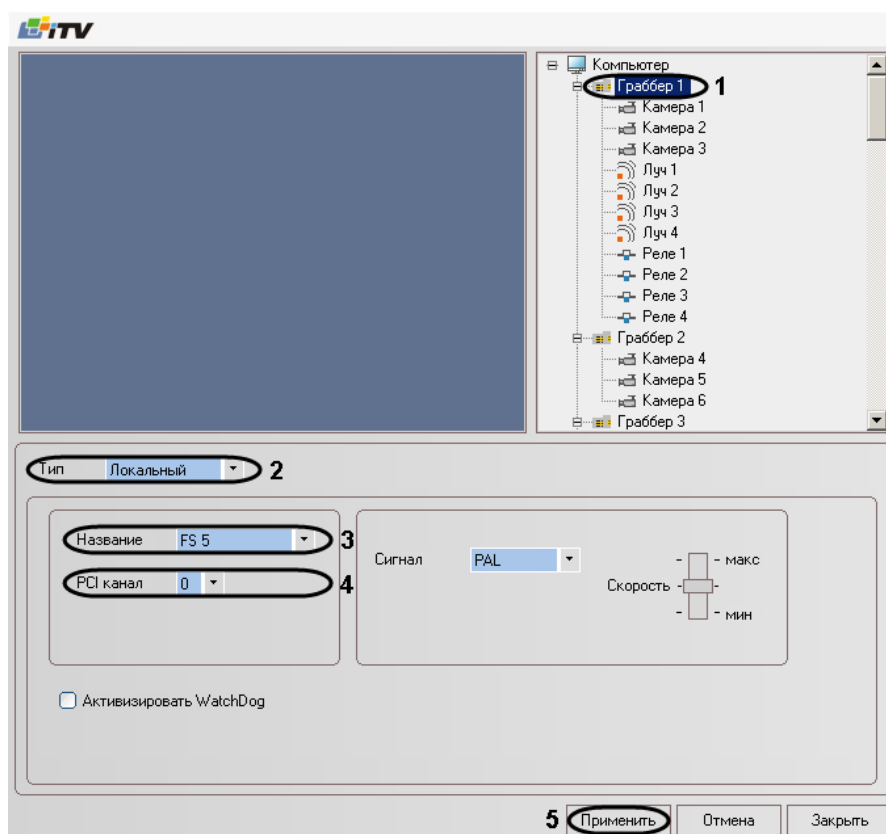 iTV
Компьютер
Граббер 1 1
Камера 1
Камера 2
Камера 3
Луч 1
Луч 2
Луч 3
Луч 4
Реле 1
Реле 2
Реле 3
Реле 4
Граббер 2
Камера 4
Камера 5
Камера 6
Граббер 3
Тип Локальный 2
Название FS 5 3
PCI канал 0 4
Сигнал PAL
- макс
Скорость - -
- мин
Активизировать WatchDog
5 Применить Отмена Закрыть